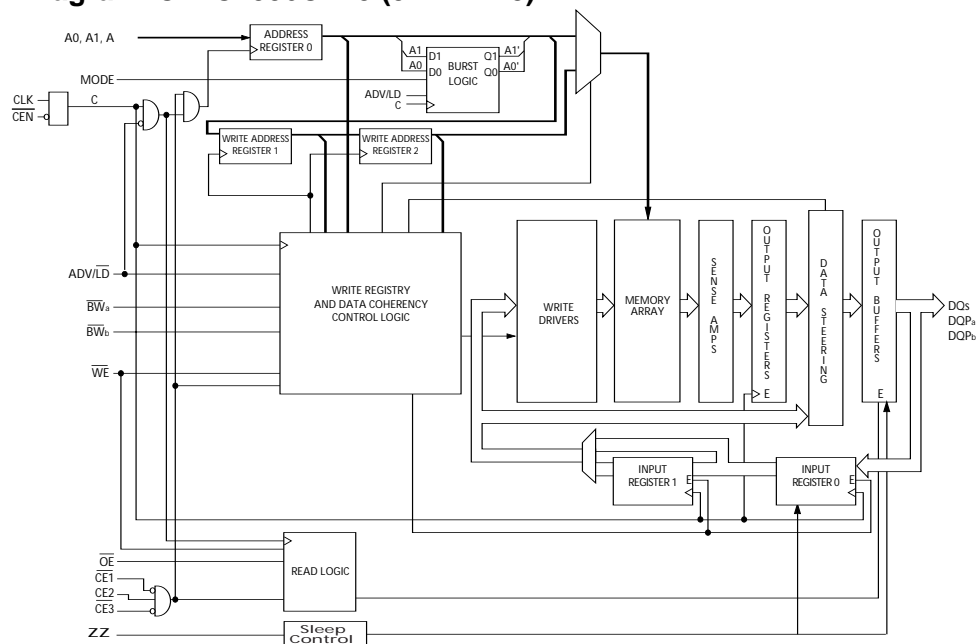 A0, A1, A
ADDRESS
REGISTER 0
A1
A0
D1
D0
BURST
LOGIC
Q1
Q0
A1'
A0'
MODE
ADV/LD
C
CLK
CEN
C
WRITE ADDRESS
REGISTER 1
WRITE ADDRESS
REGISTER 2
ADV/LD
BWa
BWb
WE
WRITE REGISTRY
AND DATA COHERENCY
CONTROL LOGIC
WRITE
DRIVERS
MEMORY
ARRAY
SENSE AMPS
OUTPUT REGISTERS
E
DATA STEERING
OUTPUT BUFFERS
E
DQs
DQPa
DQPb
INPUT
REGISTER 1
E
INPUT
REGISTER 0
E
OE
CE1
CE2
CE3
READ LOGIC
ZZ
Sleep
Control